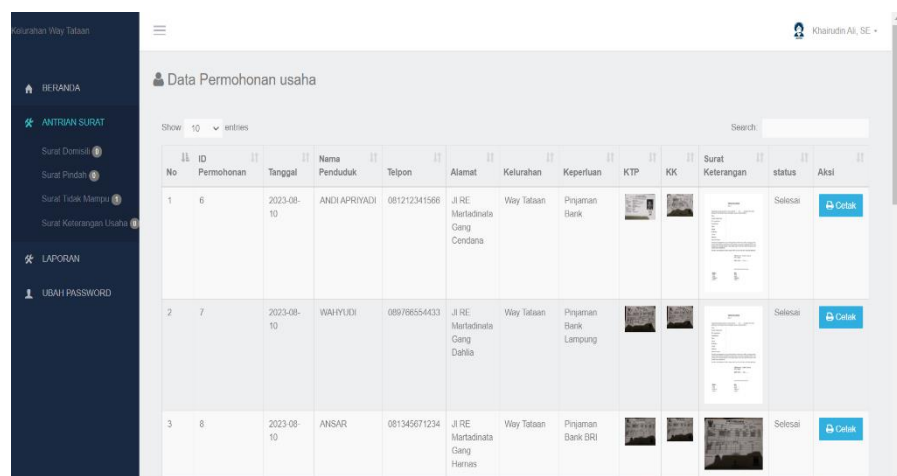 Kelurahan Way Tataan
Khairudin Ali, SE
BERANDA
ANTRIAN SURAT
Surat Domisili 0
Surat Pindah 0
Surat Tidak Mampu 1
Surat Keterangan Usaha 0
LAPORAN
UBAH PASSWORD
Data Permohonan usaha
Show 10 entries
Search:
No ID Permohonan Tanggal Nama Penduduk Telpon Alamat Kelurahan Keperluan KTP KK Surat Keterangan status Aksi
1 6 2023-08-10 ANDI APRIYADI 081212341566 Jl RE Martadinata Gang Cendana Way Tataan Pinjaman Bank Selesai Cetak
2 7 2023-08-10 WAHYUDI 089766554433 Jl RE Martadinata Gang Dahlia Way Tataan Pinjaman Bank Lampung Selesai Cetak
3 8 2023-08-10 ANSAR 081345671234 Jl RE Martadinata Gang Hernas Way Tataan Pinjaman Bank BRI Selesai Cetak